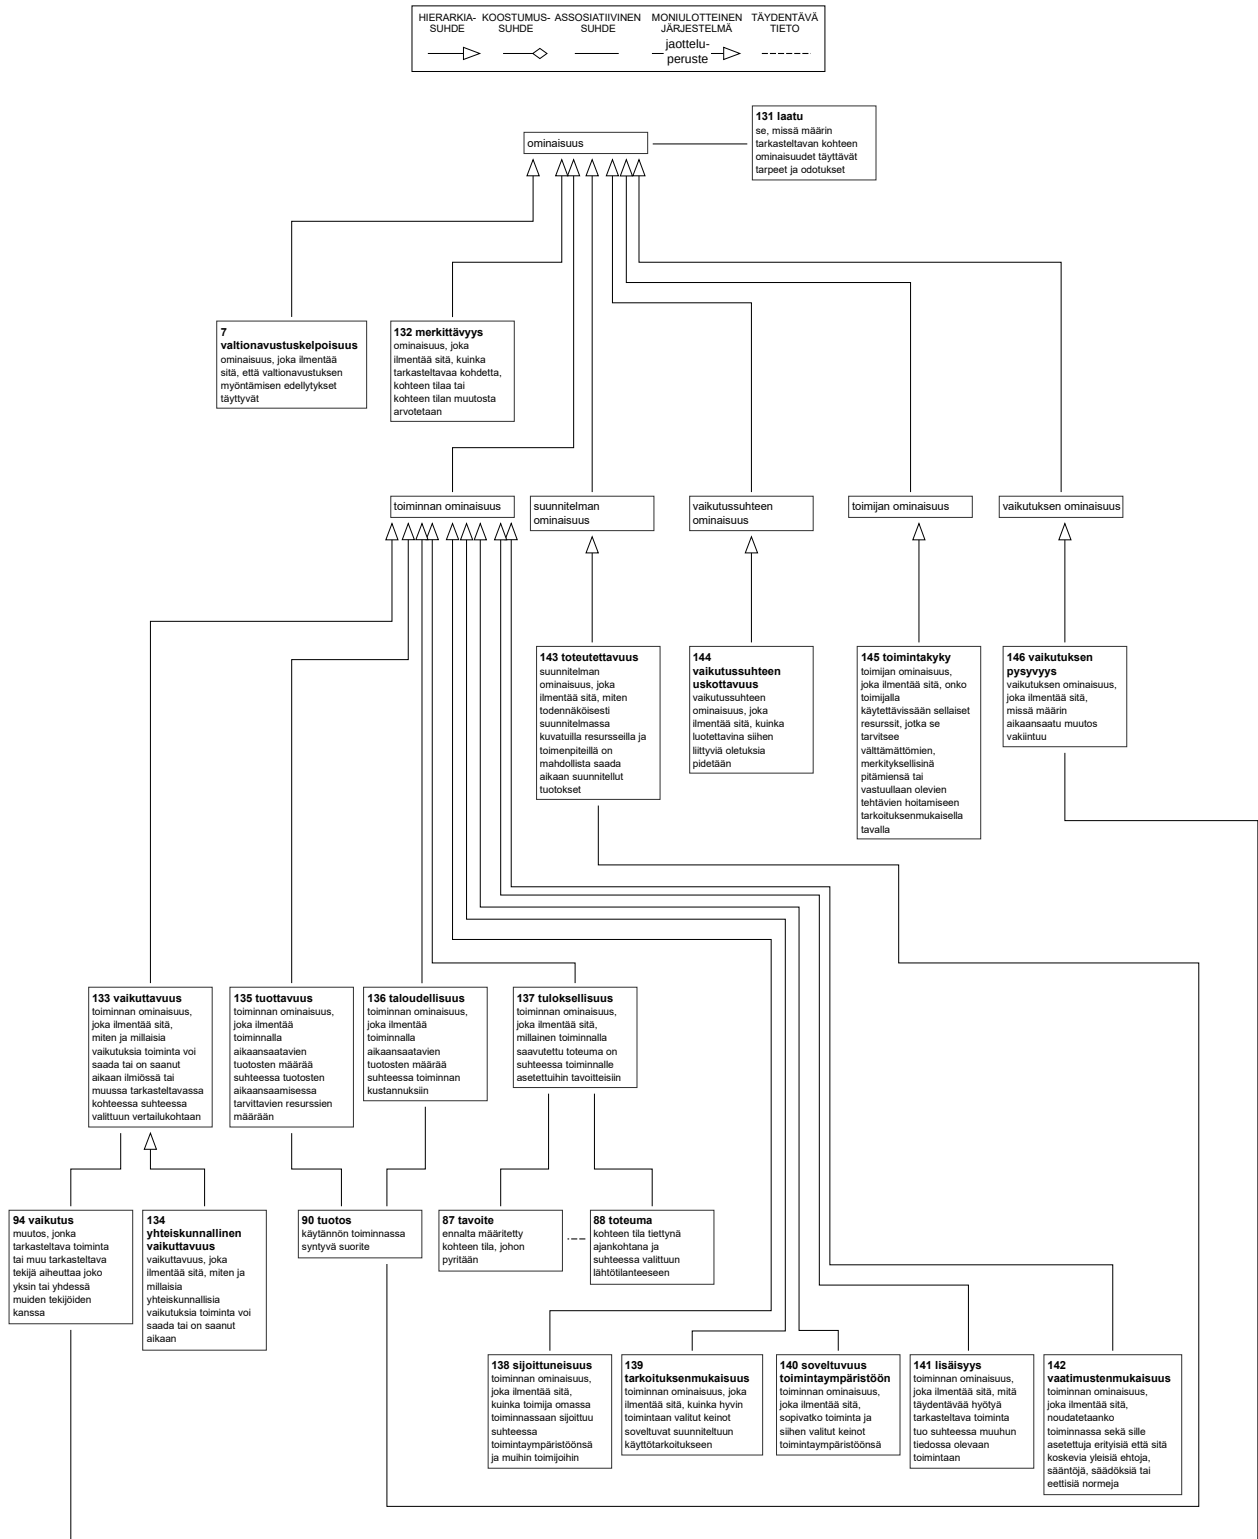 HIERARKIA-
SUHDE
KOOSTUMUS-
SUHDE
ASSOSIATIIVINEN
SUHDE
MONIULOTTEINEN
JÄRJESTELMÄ
TÄYDENTÄVÄ
TIETO
jaottelu-
peruste
131 laatu
se, missä määrin
tarkasteltavan kohteen
ominaisuudet täyttävät
tarpeet ja odotukset
ominaisuus
7
valtionavustuskelpoisuus
ominaisuus, joka ilmentää
sitä, että valtionavustuksen
myöntämisen edellytykset
täyttyvät
132 merkittävyys
ominaisuus, joka
ilmentää sitä, kuinka
tarkasteltavaa kohdetta,
kohteen tilaa tai
kohteen tilan muutosta
arvotetaan
toiminnan ominaisuus
suunnitelman
ominaisuus
vaikutussuhteen
ominaisuus
toimijan ominaisuus
vaikutuksen ominaisuus
143 toteutettavuus
suunnitelman
ominaisuus, joka
ilmentää sitä, miten
todennäköisesti
suunnitelmassa
kuvatuilla resursseilla ja
toimenpiteillä on
mahdollista saada
aikaan suunnitellut
tuotokset
144
vaikutussuhteen
uskottavuus
vaikutussuhteen
ominaisuus, joka
ilmentää sitä, kuinka
luotettavina siihen
liittyviä oletuksia
pidetään
145 toimintakyky
toimijan ominaisuus,
joka ilmentää sitä, onko
toimijalla
käytettävissään sellaiset
resurssit, jotka se
tarvitsee
välttämättömien,
merkityksellisinä
pitämiensä tai
vastuullaan olevien
tehtävien hoitamiseen
tarkoituksenmukaisella
tavalla
146 vaikutuksen
pysyvyys
vaikutuksen ominaisuus,
joka ilmentää sitä,
missä määrin
aikaansaatu muutos
vakiintuu
133 vaikuttavuus
toiminnan ominaisuus,
joka ilmentää sitä,
miten ja millaisia
vaikutuksia toiminta voi
saada tai on saanut
aikaan ilmiössä tai
muussa tarkasteltavassa
kohteessa suhteessa
valittuun vertailukohtaan
135 tuottavuus
toiminnan ominaisuus,
joka ilmentää
toiminnalla
aikaansaatavien
tuotosten määrää
suhteessa tuotosten
aikaansaamisessa
tarvittavien resurssien
määrään
136 taloudellisuus
toiminnan ominaisuus,
joka ilmentää
toiminnalla
aikaansaatavien
tuotosten määrää
suhteessa toiminnan
kustannuksiin
137 tuloksellisuus
toiminnan ominaisuus,
joka ilmentää sitä,
millainen toiminnalla
saavutettu toteuma on
suhteessa toiminnalle
asetettuihin tavoitteisiin
94 vaikutus
muutos, jonka
tarkasteltava toiminta
tai muu tarkasteltava
tekijä aiheuttaa joko
yksin tai yhdessä
muiden tekijöiden
kanssa
134
yhteiskunnallinen
vaikuttavuus
vaikuttavuus, joka
ilmentää sitä, miten ja
millaisia
yhteiskunnallisia
vaikutuksia toiminta voi
saada tai on saanut
aikaan
90 tuotos
käytännön toiminnassa
syntyvä suorite
87 tavoite
ennalta määritetty
kohteen tila, johon
pyritään
88 toteuma
kohteen tila tiettynä
ajankohtana ja
suhteessa valittuun
lähtötilanteeseen
138 sijoittuneisuus
toiminnan ominaisuus,
joka ilmentää sitä,
kuinka toimija omassa
toiminnassaan sijoittuu
suhteessa
toimintaympäristöönsä
ja muihin toimijoihin
139
tarkoituksenmukaisuus
toiminnan ominaisuus, joka
ilmentää sitä, kuinka hyvin
toimintaan valitut keinot
soveltuvat suunniteltuun
käyttötarkoitukseen
140 soveltuvuus
toimintaympäristöön
toiminnan ominaisuus,
joka ilmentää sitä,
sopivatko toiminta ja
siihen valitut keinot
toimintaympäristöönsä
141 lisäisyys
toiminnan ominaisuus,
joka ilmentää sitä, mitä
täydentävää hyötyä
tarkasteltava toiminta
tuo suhteessa muuhun
tiedossa olevaan
toimintaan
142
vaatimustenmukaisuus
toiminnan ominaisuus,
joka ilmentää sitä,
noudatetaanko
toiminnassa sekä sille
asetettuja erityisiä että sitä
koskevia yleisiä ehtoja,
sääntöjä, säädöksiä tai
eettisiä normeja